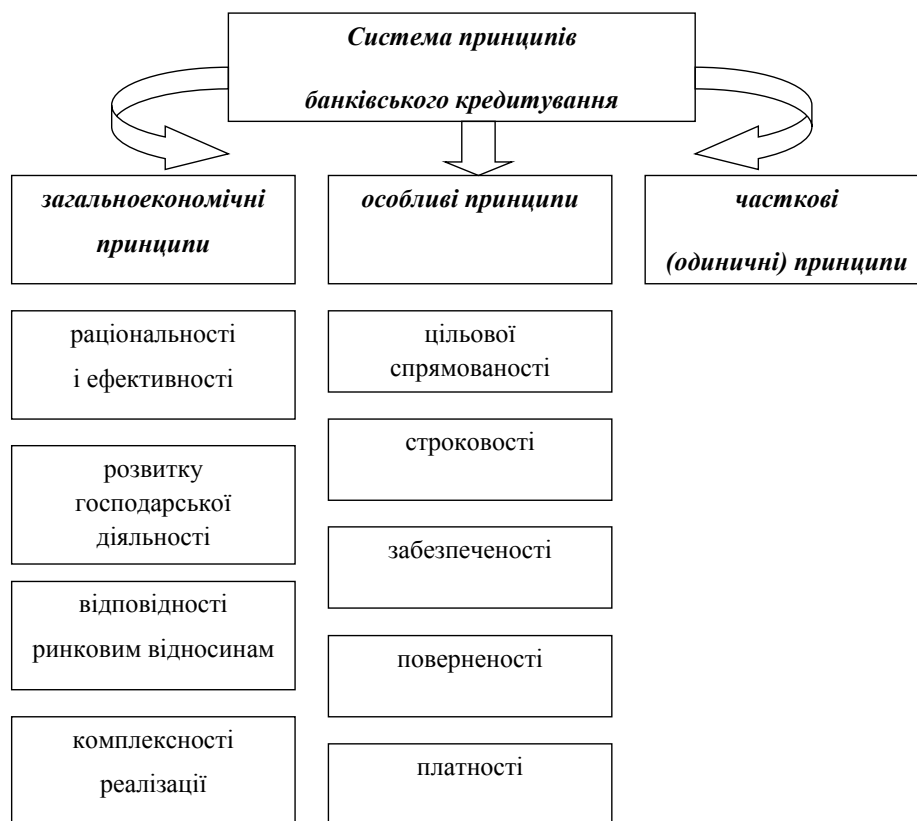 Система принципів
банківського кредитування
загальноекономічні
принципи
особливі принципи
часткові
(одиничні) принципи
раціональності
і ефективності
розвитку
господарської
діяльності
відповідності
ринковим відносинам
комплексності
реалізації
цільової
спрямованості
строковості
забезпеченості
поверненості
платності